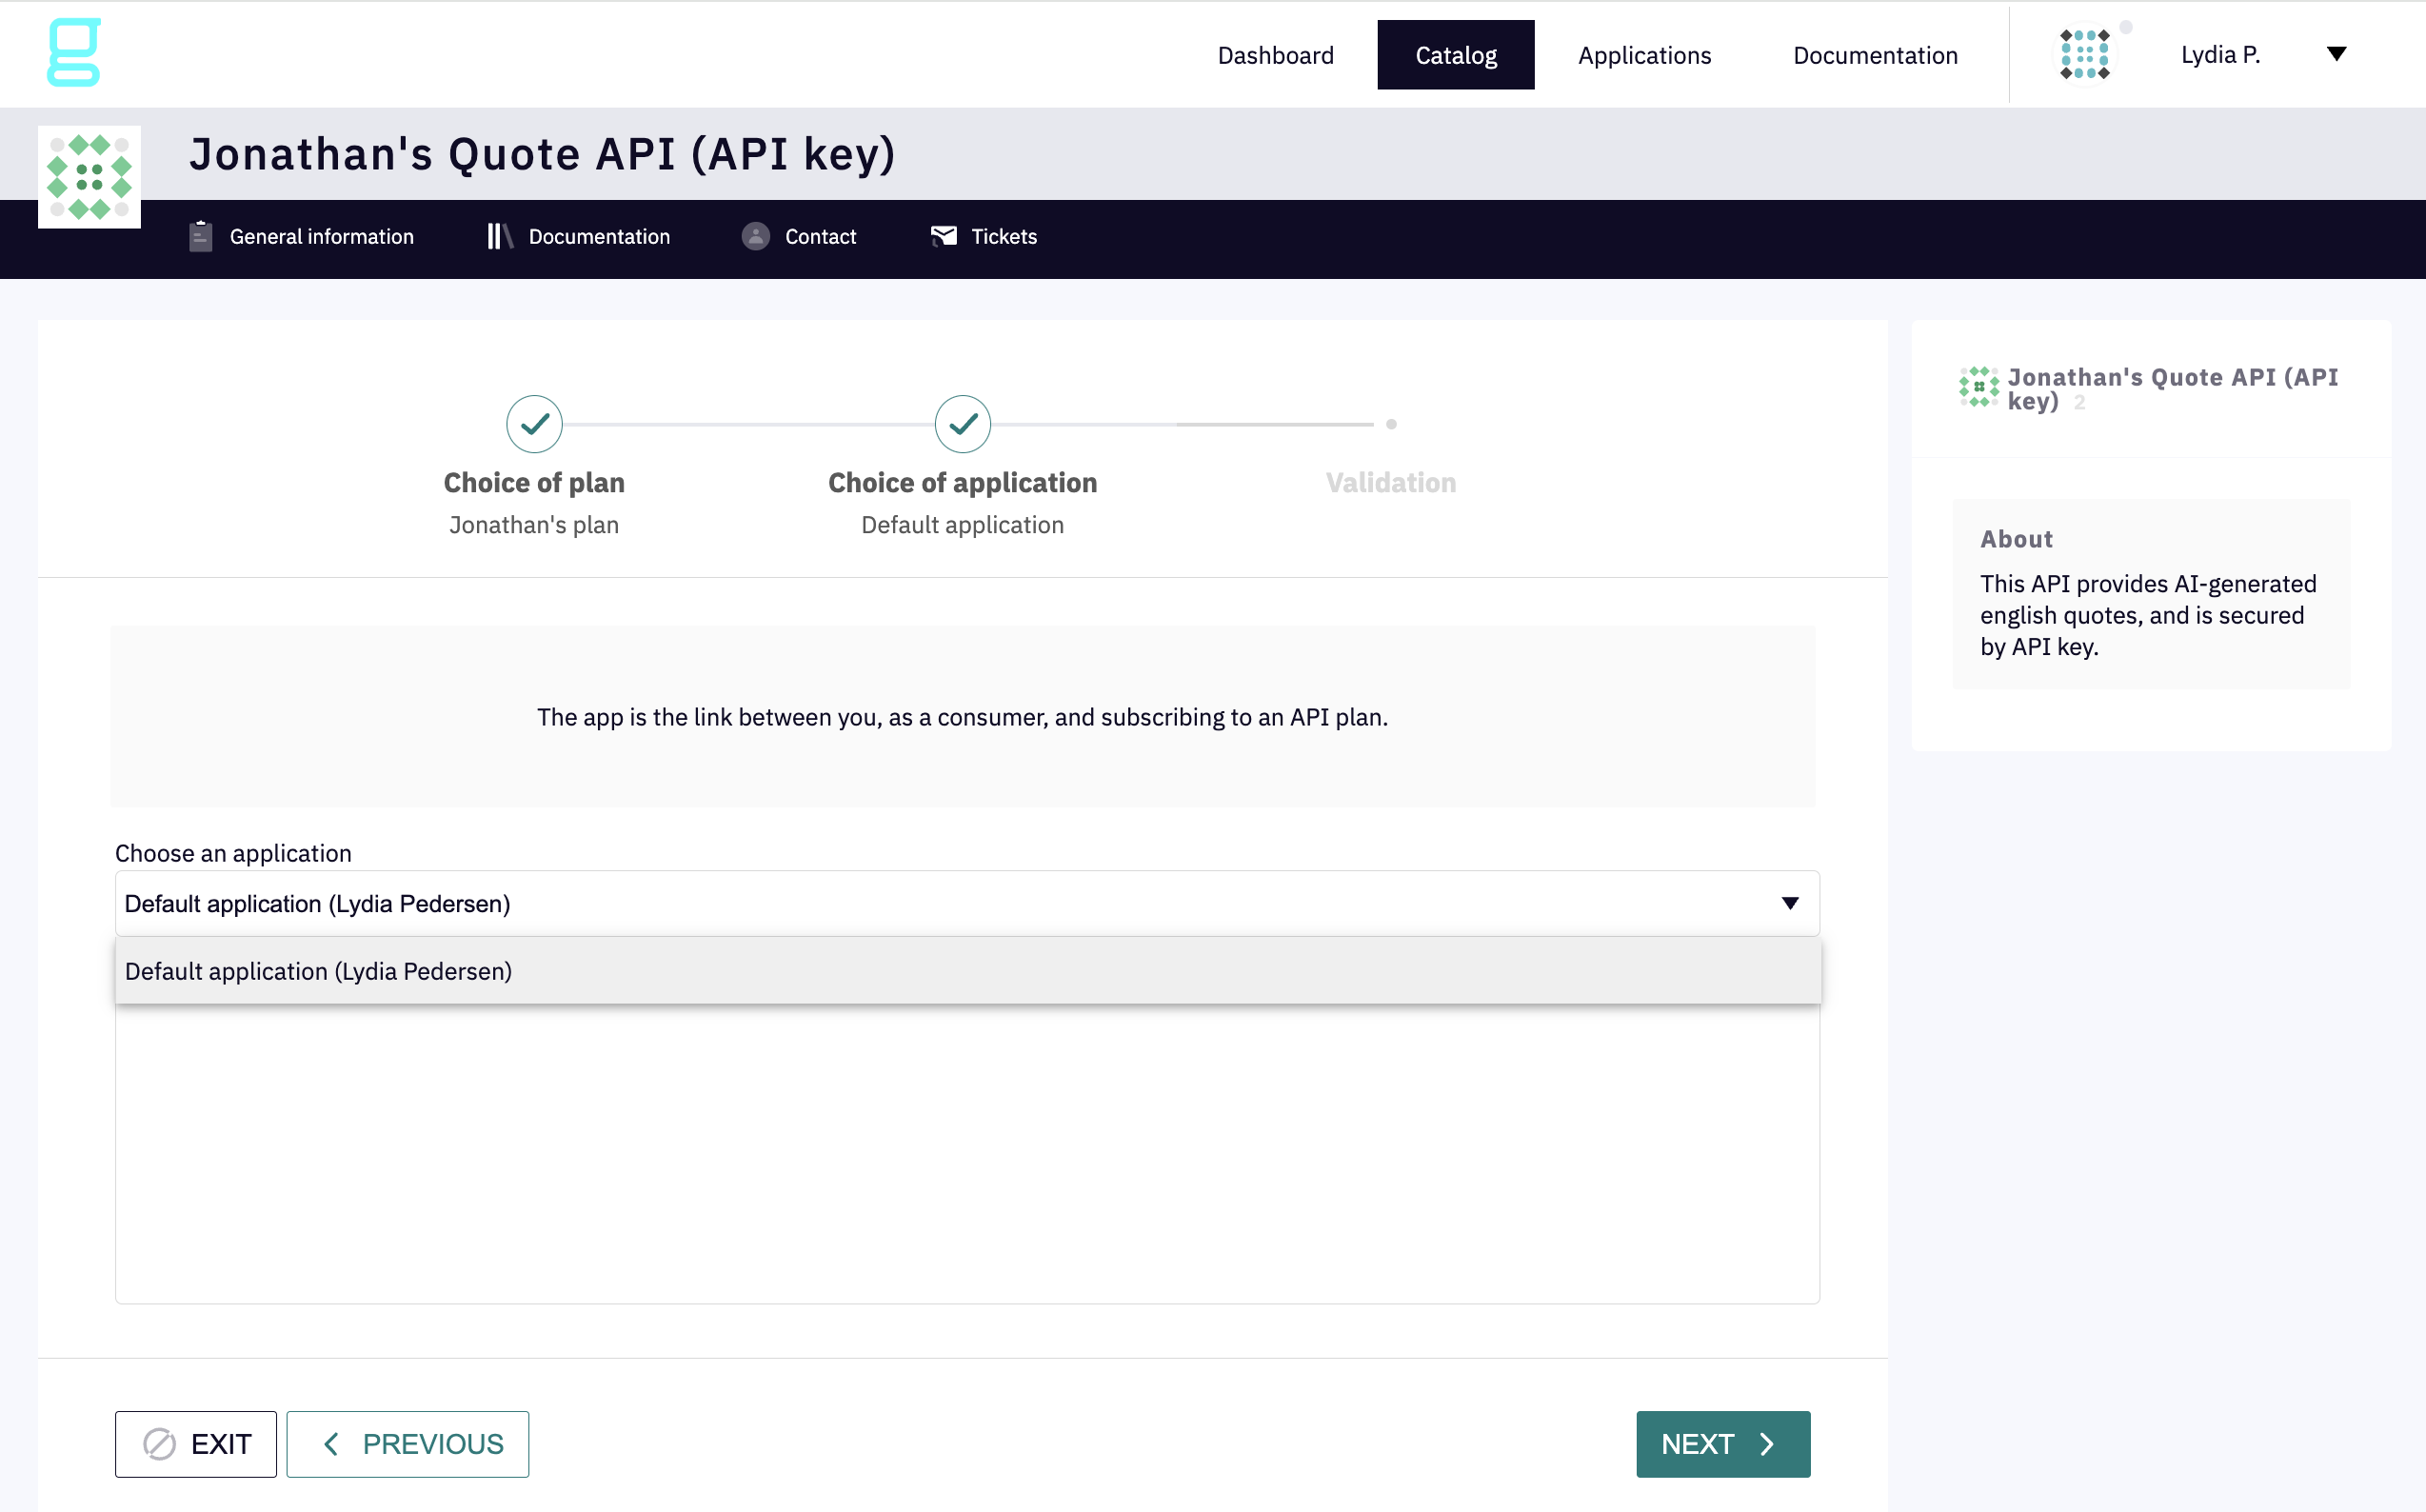 Dashboard
Catalog
Applications
Documentation
Lydia P.
Jonathan's Quote API (API key)
General information
Documentation
Contact
Tickets
Choice of plan
Jonathan's plan
Choice of application
Default application
Validation
The app is the link between you, as a consumer, and subscribing to an API plan.
Choose an application
Default application (Lydia Pedersen)
Default application (Lydia Pedersen)
EXIT
PREVIOUS
NEXT
Jonathan's Quote API (API
key) 2
About
This API provides AI-generated
english quotes, and is secured
by API key.